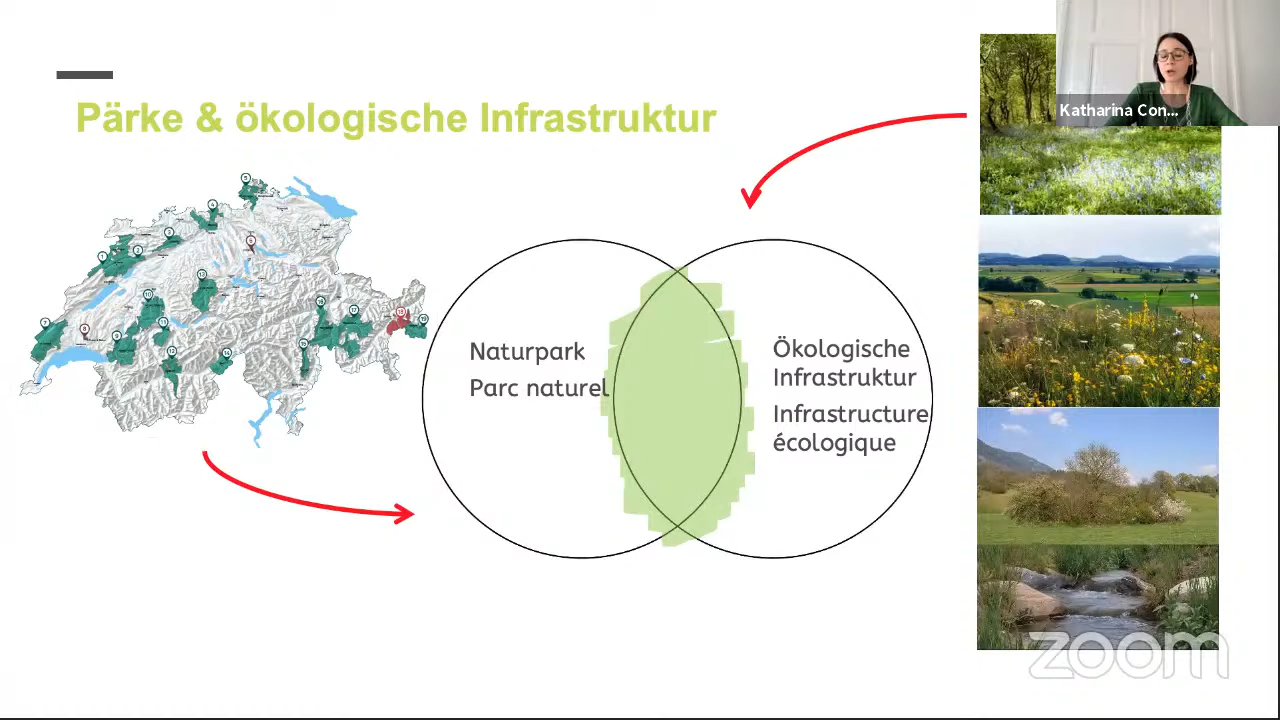 Katharina Con...
Pärke & ökologische Infrastruktur
Naturpark
Parc naturel
Ökologische
Infrastruktur
Infrastructure
écologique
zoom